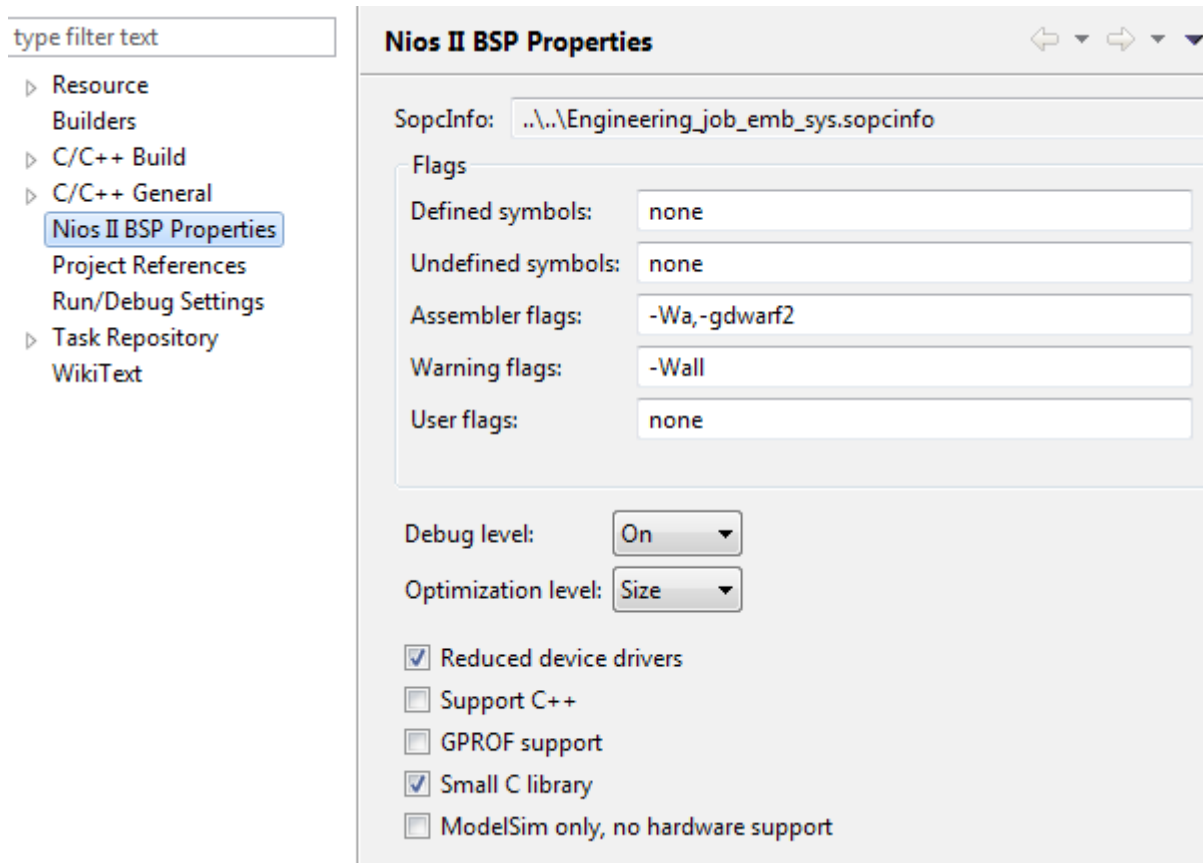 type filter text
Resource
Builders
C/C++ Build
C/C++ General
Nios II BSP Properties
Project References
Run/Debug Settings
Task Repository
WikiText
Nios II BSP Properties
SopcInfo: ..\..\Engineering_job_emb_sys.sopcinfo
Flags
Defined symbols: none
Undefined symbols: none
Assembler flags: -Wa,-gdwarf2
Warning flags: -Wall
User flags: none
Debug level: On
Optimization level: Size
Reduced device drivers
Support C++
GPROF support
Small C library
ModelSim only, no hardware support